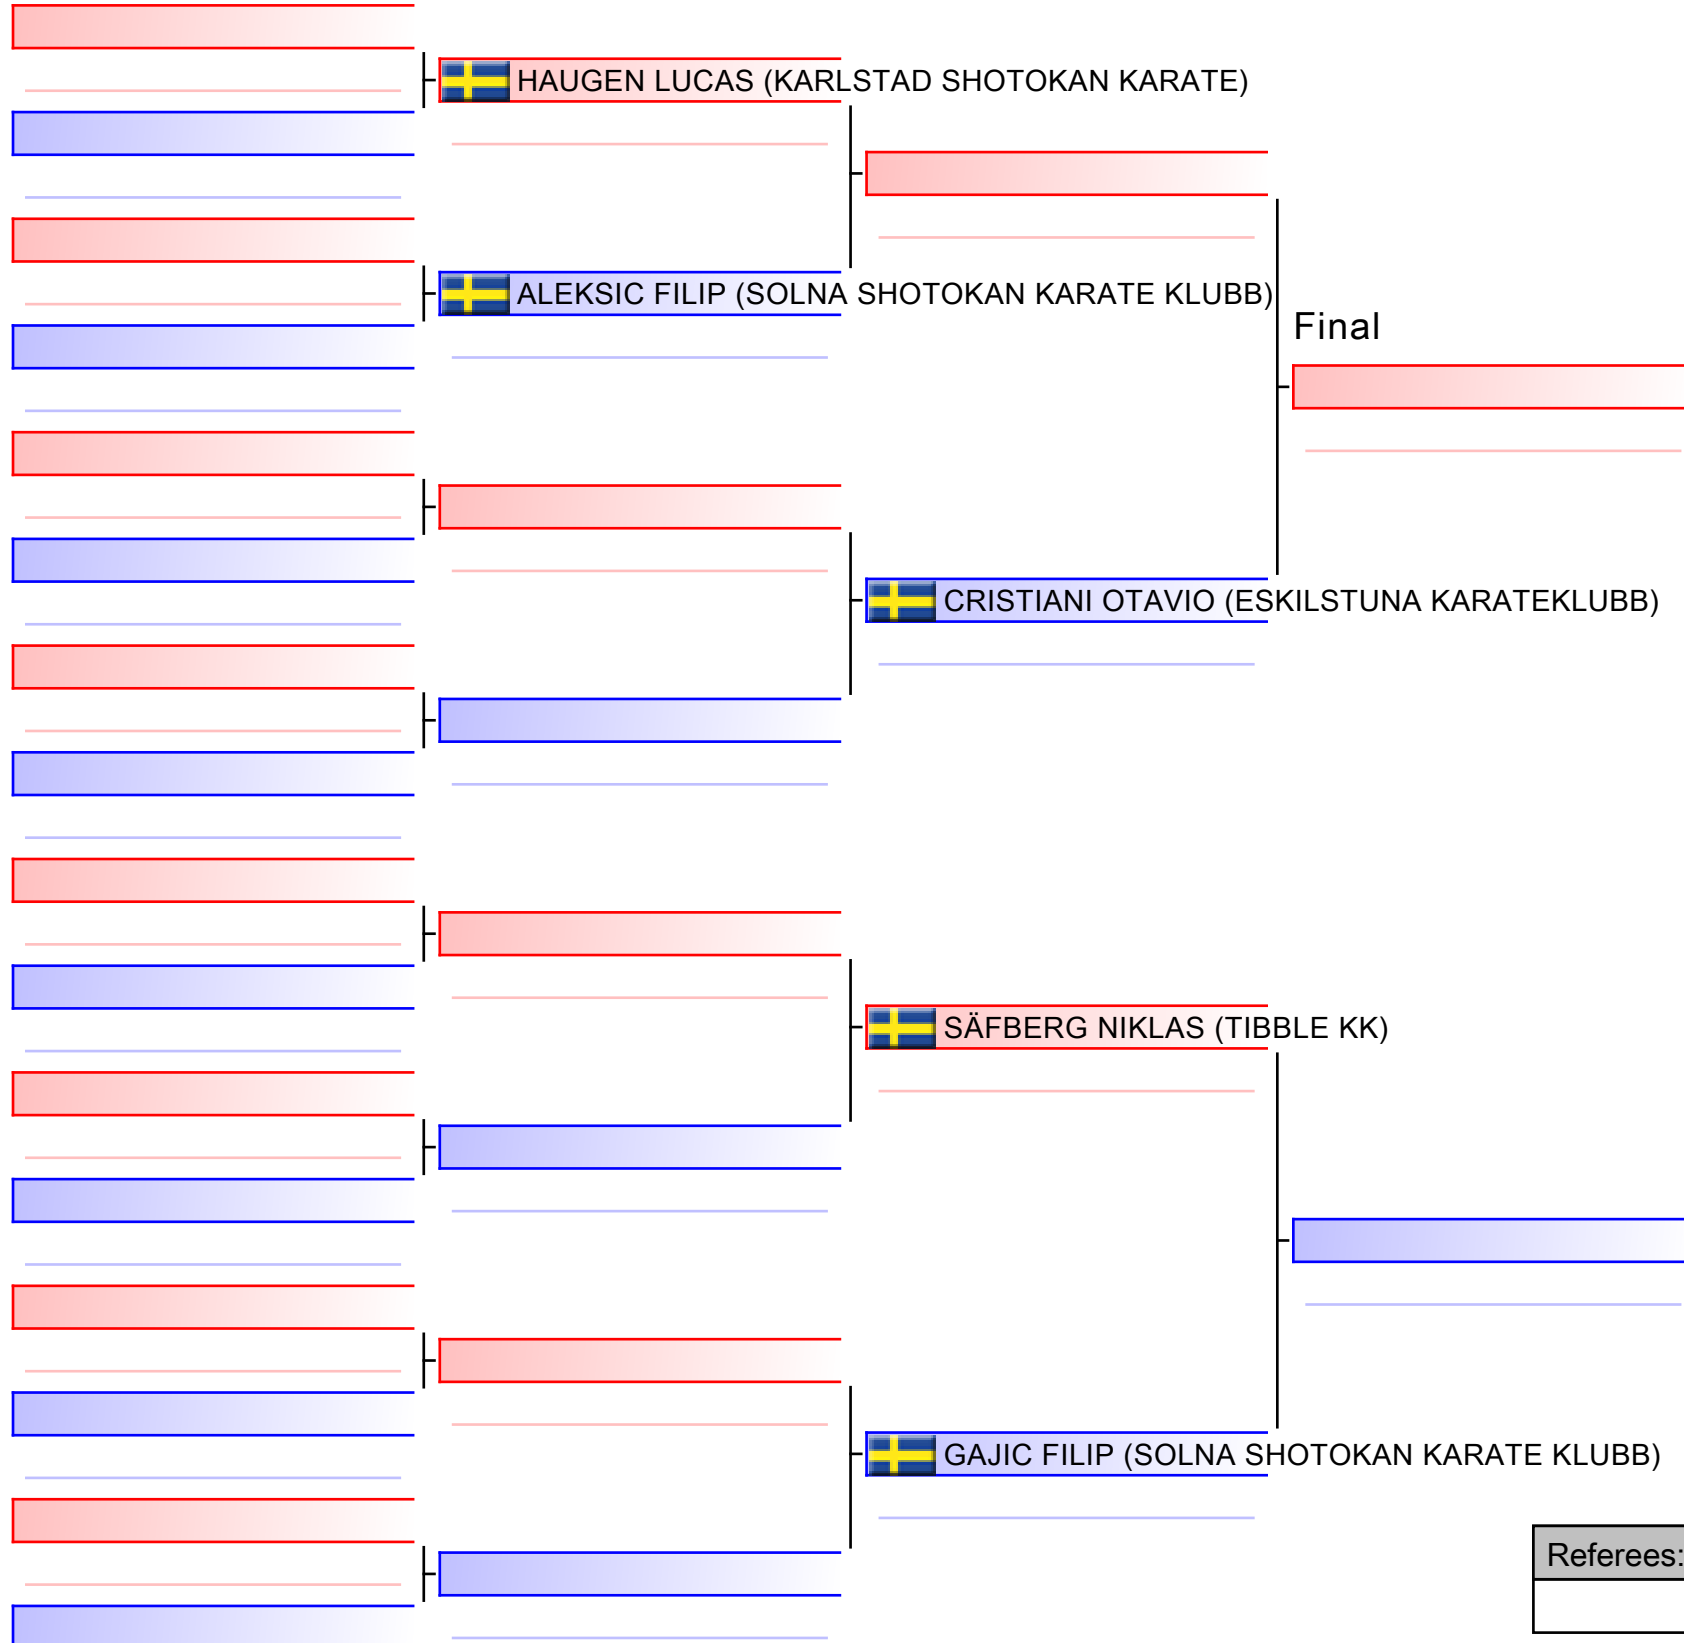 HAUGEN LUCAS (KARLSTAD SHOTOKAN KARATE)
ALEKSIC FILIP (SOLNA SHOTOKAN KARATE KLUBB)
Final
CRISTIANI OTAVIO (ESKILSTUNA KARATEKLUBB)
SÄFBERG NIKLAS (TIBBLE KK)
GAJIC FILIP (SOLNA SHOTOKAN KARATE KLUBB)
Referees: